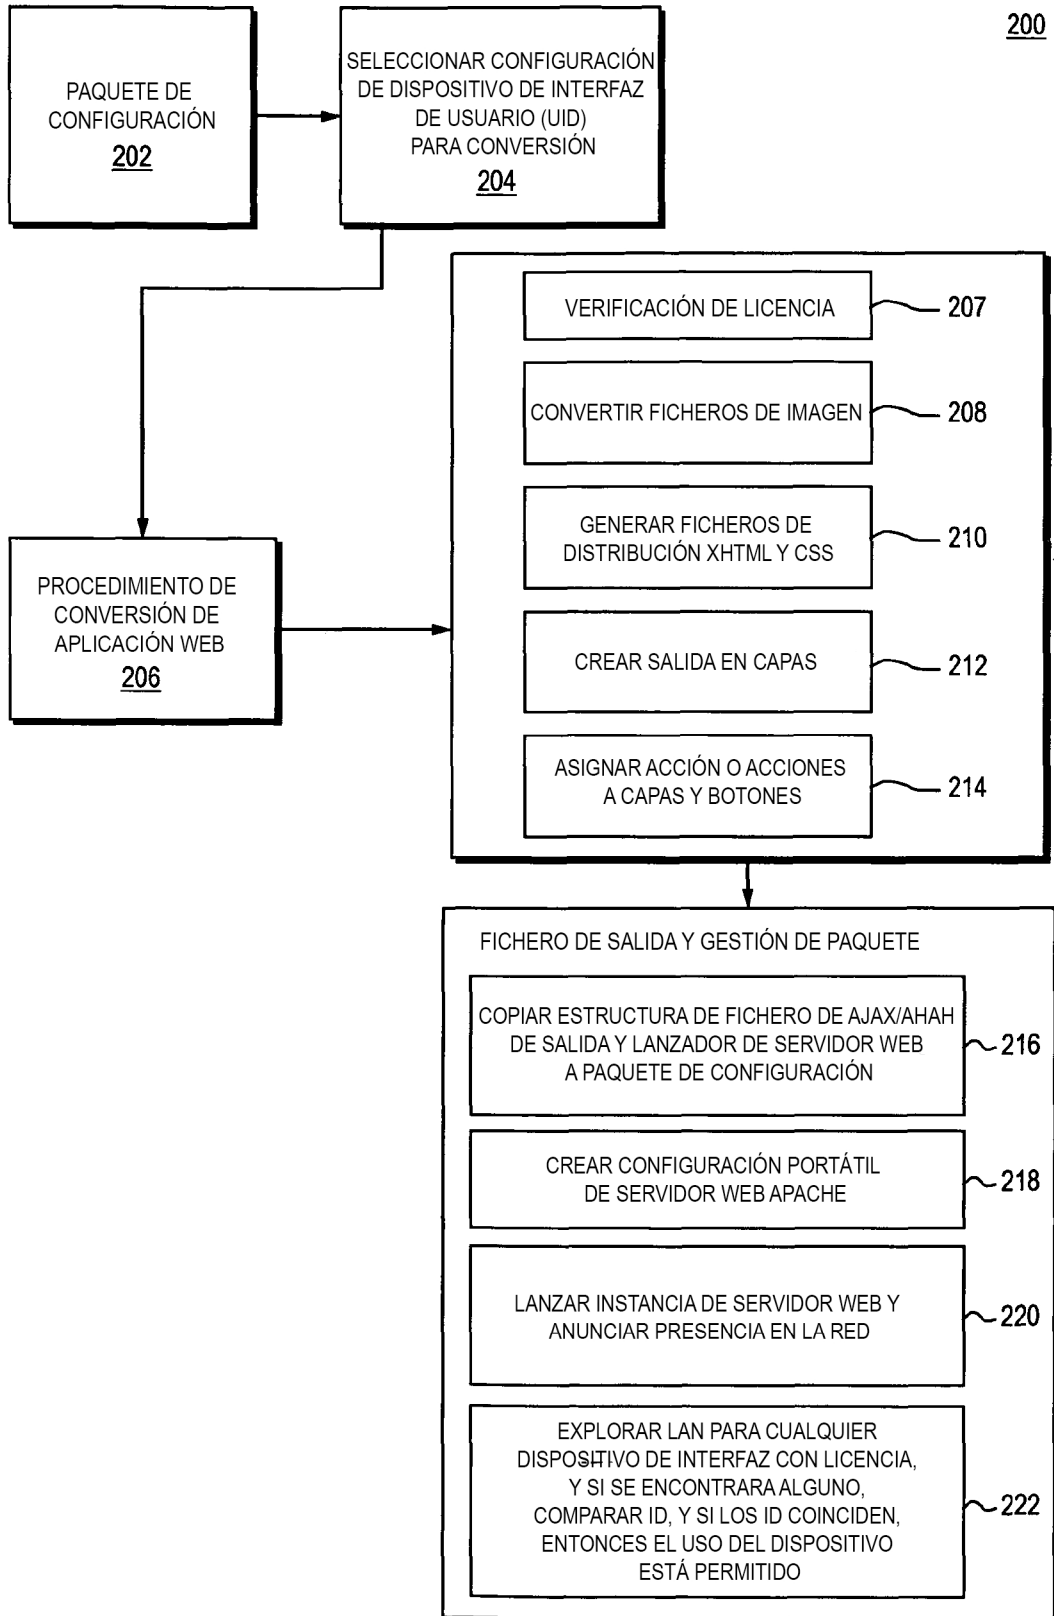 200
PAQUETE DE
CONFIGURACIÓN
202
SELECCIONAR CONFIGURACIÓN
DE DISPOSITIVO DE INTERFAZ
DE USUARIO (UID)
PARA CONVERSIÓN
204
PROCEDIMIENTO DE
CONVERSIÓN DE
APLICACIÓN WEB
206
VERIFICACIÓN DE LICENCIA
207
CONVERTIR FICHEROS DE IMAGEN
208
GENERAR FICHEROS DE
DISTRIBUCIÓN XHTML Y CSS
210
CREAR SALIDA EN CAPAS
212
ASIGNAR ACCIÓN O ACCIONES
A CAPAS Y BOTONES
214
FICHERO DE SALIDA Y GESTIÓN DE PAQUETE
COPIAR ESTRUCTURA DE FICHERO DE AJAX/AHAH
DE SALIDA Y LANZADOR DE SERVIDOR WEB
A PAQUETE DE CONFIGURACIÓN
216
CREAR CONFIGURACIÓN PORTÁTIL
DE SERVIDOR WEB APACHE
218
LANZAR INSTANCIA DE SERVIDOR WEB Y
ANUNCIAR PRESENCIA EN LA RED
220
EXPLORAR LAN PARA CUALQUIER
DISPOSITIVO DE INTERFAZ CON LICENCIA,
Y SI SE ENCONTRARA ALGUNO,
COMPARAR ID, Y SI LOS ID COINCIDEN,
ENTONCES EL USO DEL DISPOSITIVO
ESTÁ PERMITIDO
222